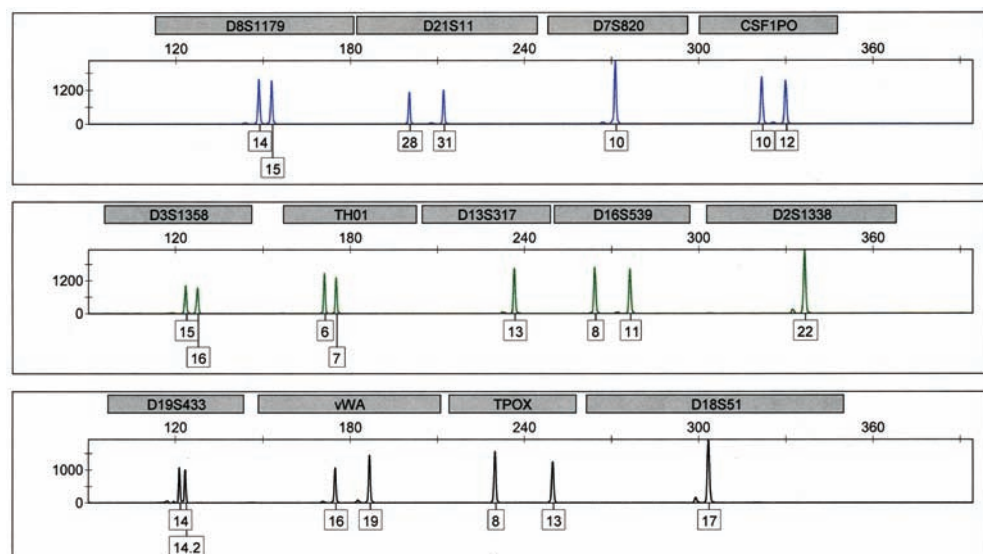 D8S1179 D21S11 D7S820 CSF1PO
120 180 240 300 360
1200
0
14 28 31 10 10 12
15
D3S1358 TH01 D13S317 D16S539 D2S1338
120 180 240 300 360
1200
0
15 6 13 8 11 22
16 7
D19S433 vWA TPOX D18S51
120 180 240 300 360
1000
0
14 16 19 8 13 17
14.2